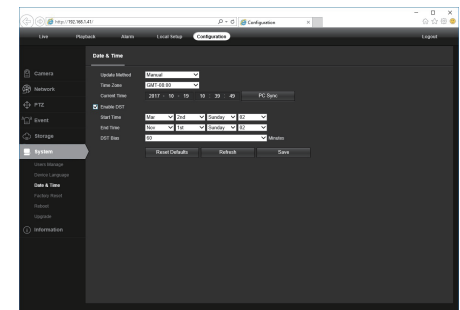 http://192.168.1.41/
Configuration
Live Playback Alarm Local Setup Configuration Logout
Date & Time
Camera
Network
PTZ
Event
Storage
System
Users Manage
Device Language
Date & Time
Factory Reset
Reboot
Upgrade
Information
Update Method Manual
Time Zone GMT-06:00
Current Time 2017 - 10 - 19 10 : 39 : 49 PC Sync
Enable DST
Start Time Mar 2nd Sunday 02
End Time Nov 1st Sunday 02
DST Bias 60 Minutes
Reset Defaults Refresh Save